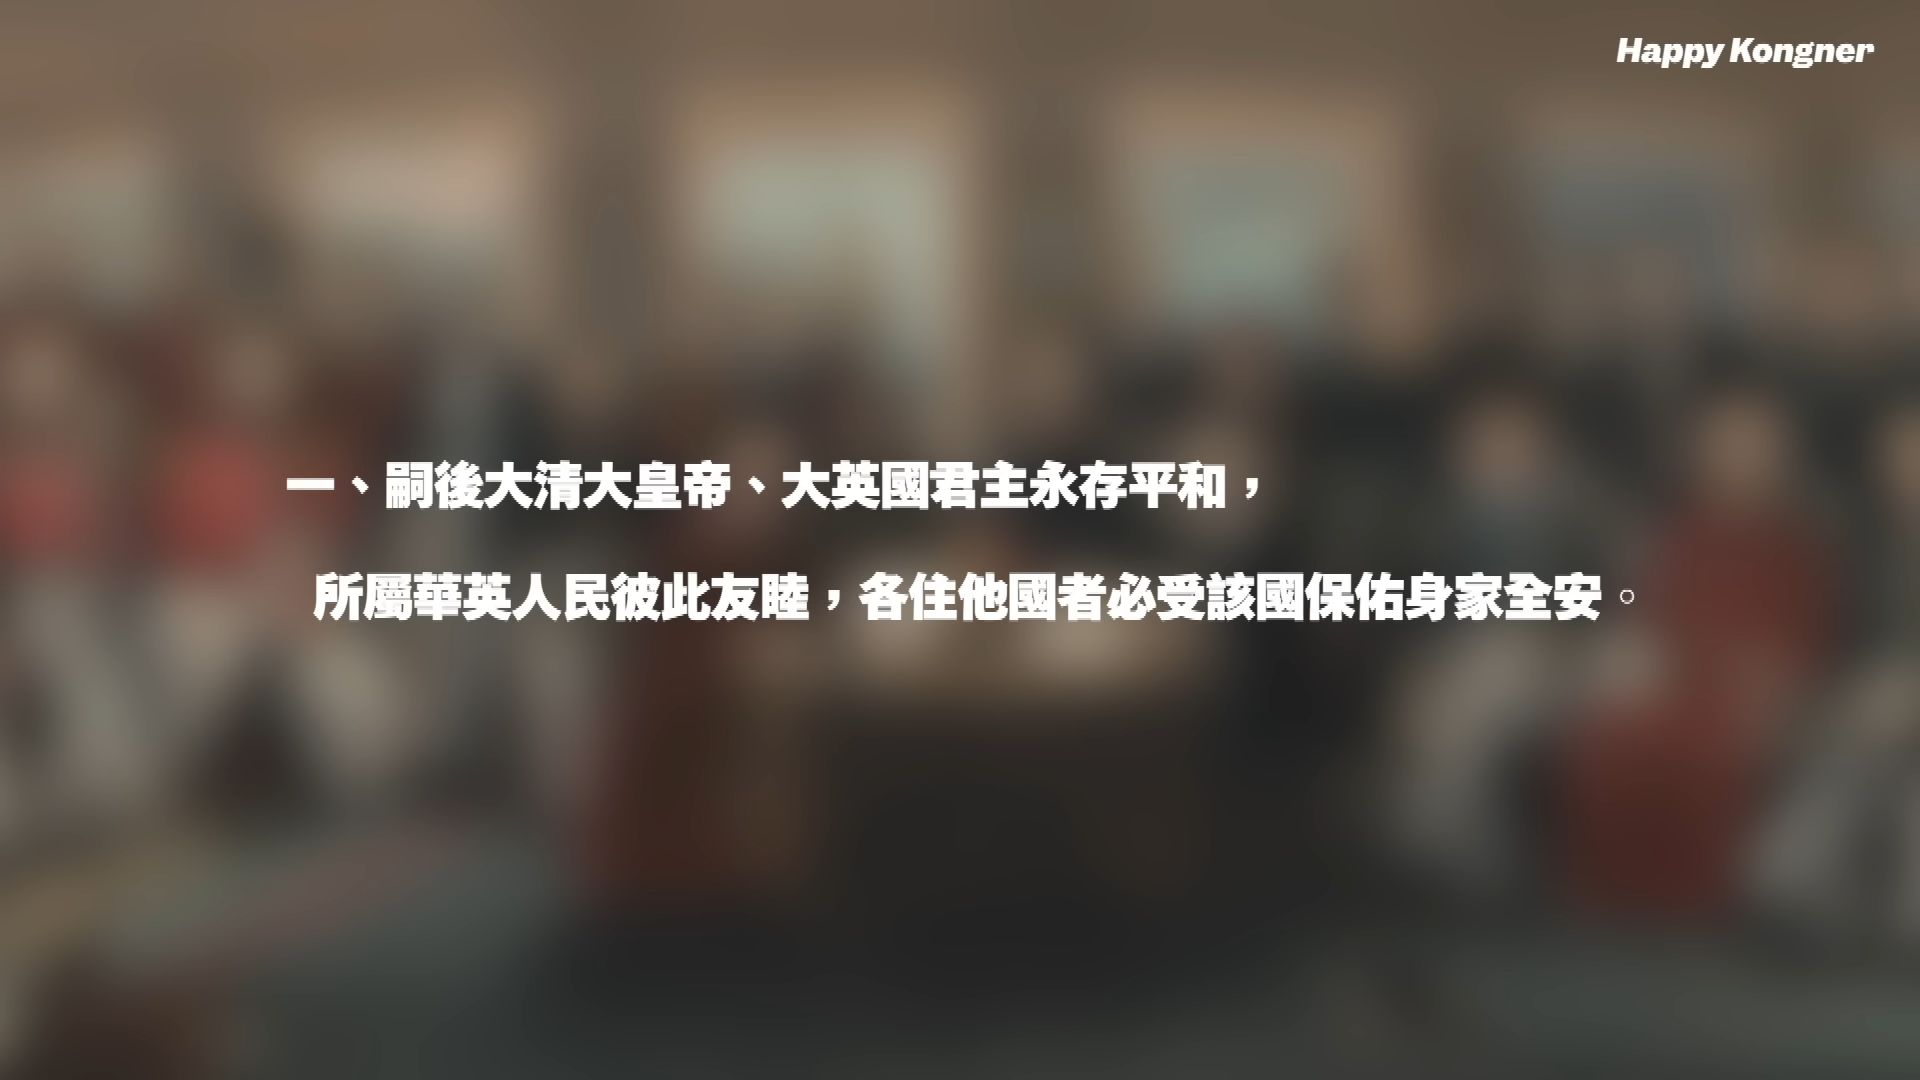 Happy Kongner
一、嗣後大清大皇帝、大英國君主永存平和，
所屬華英人民彼此友睦，各住他國者必受該國保佑身家全安。